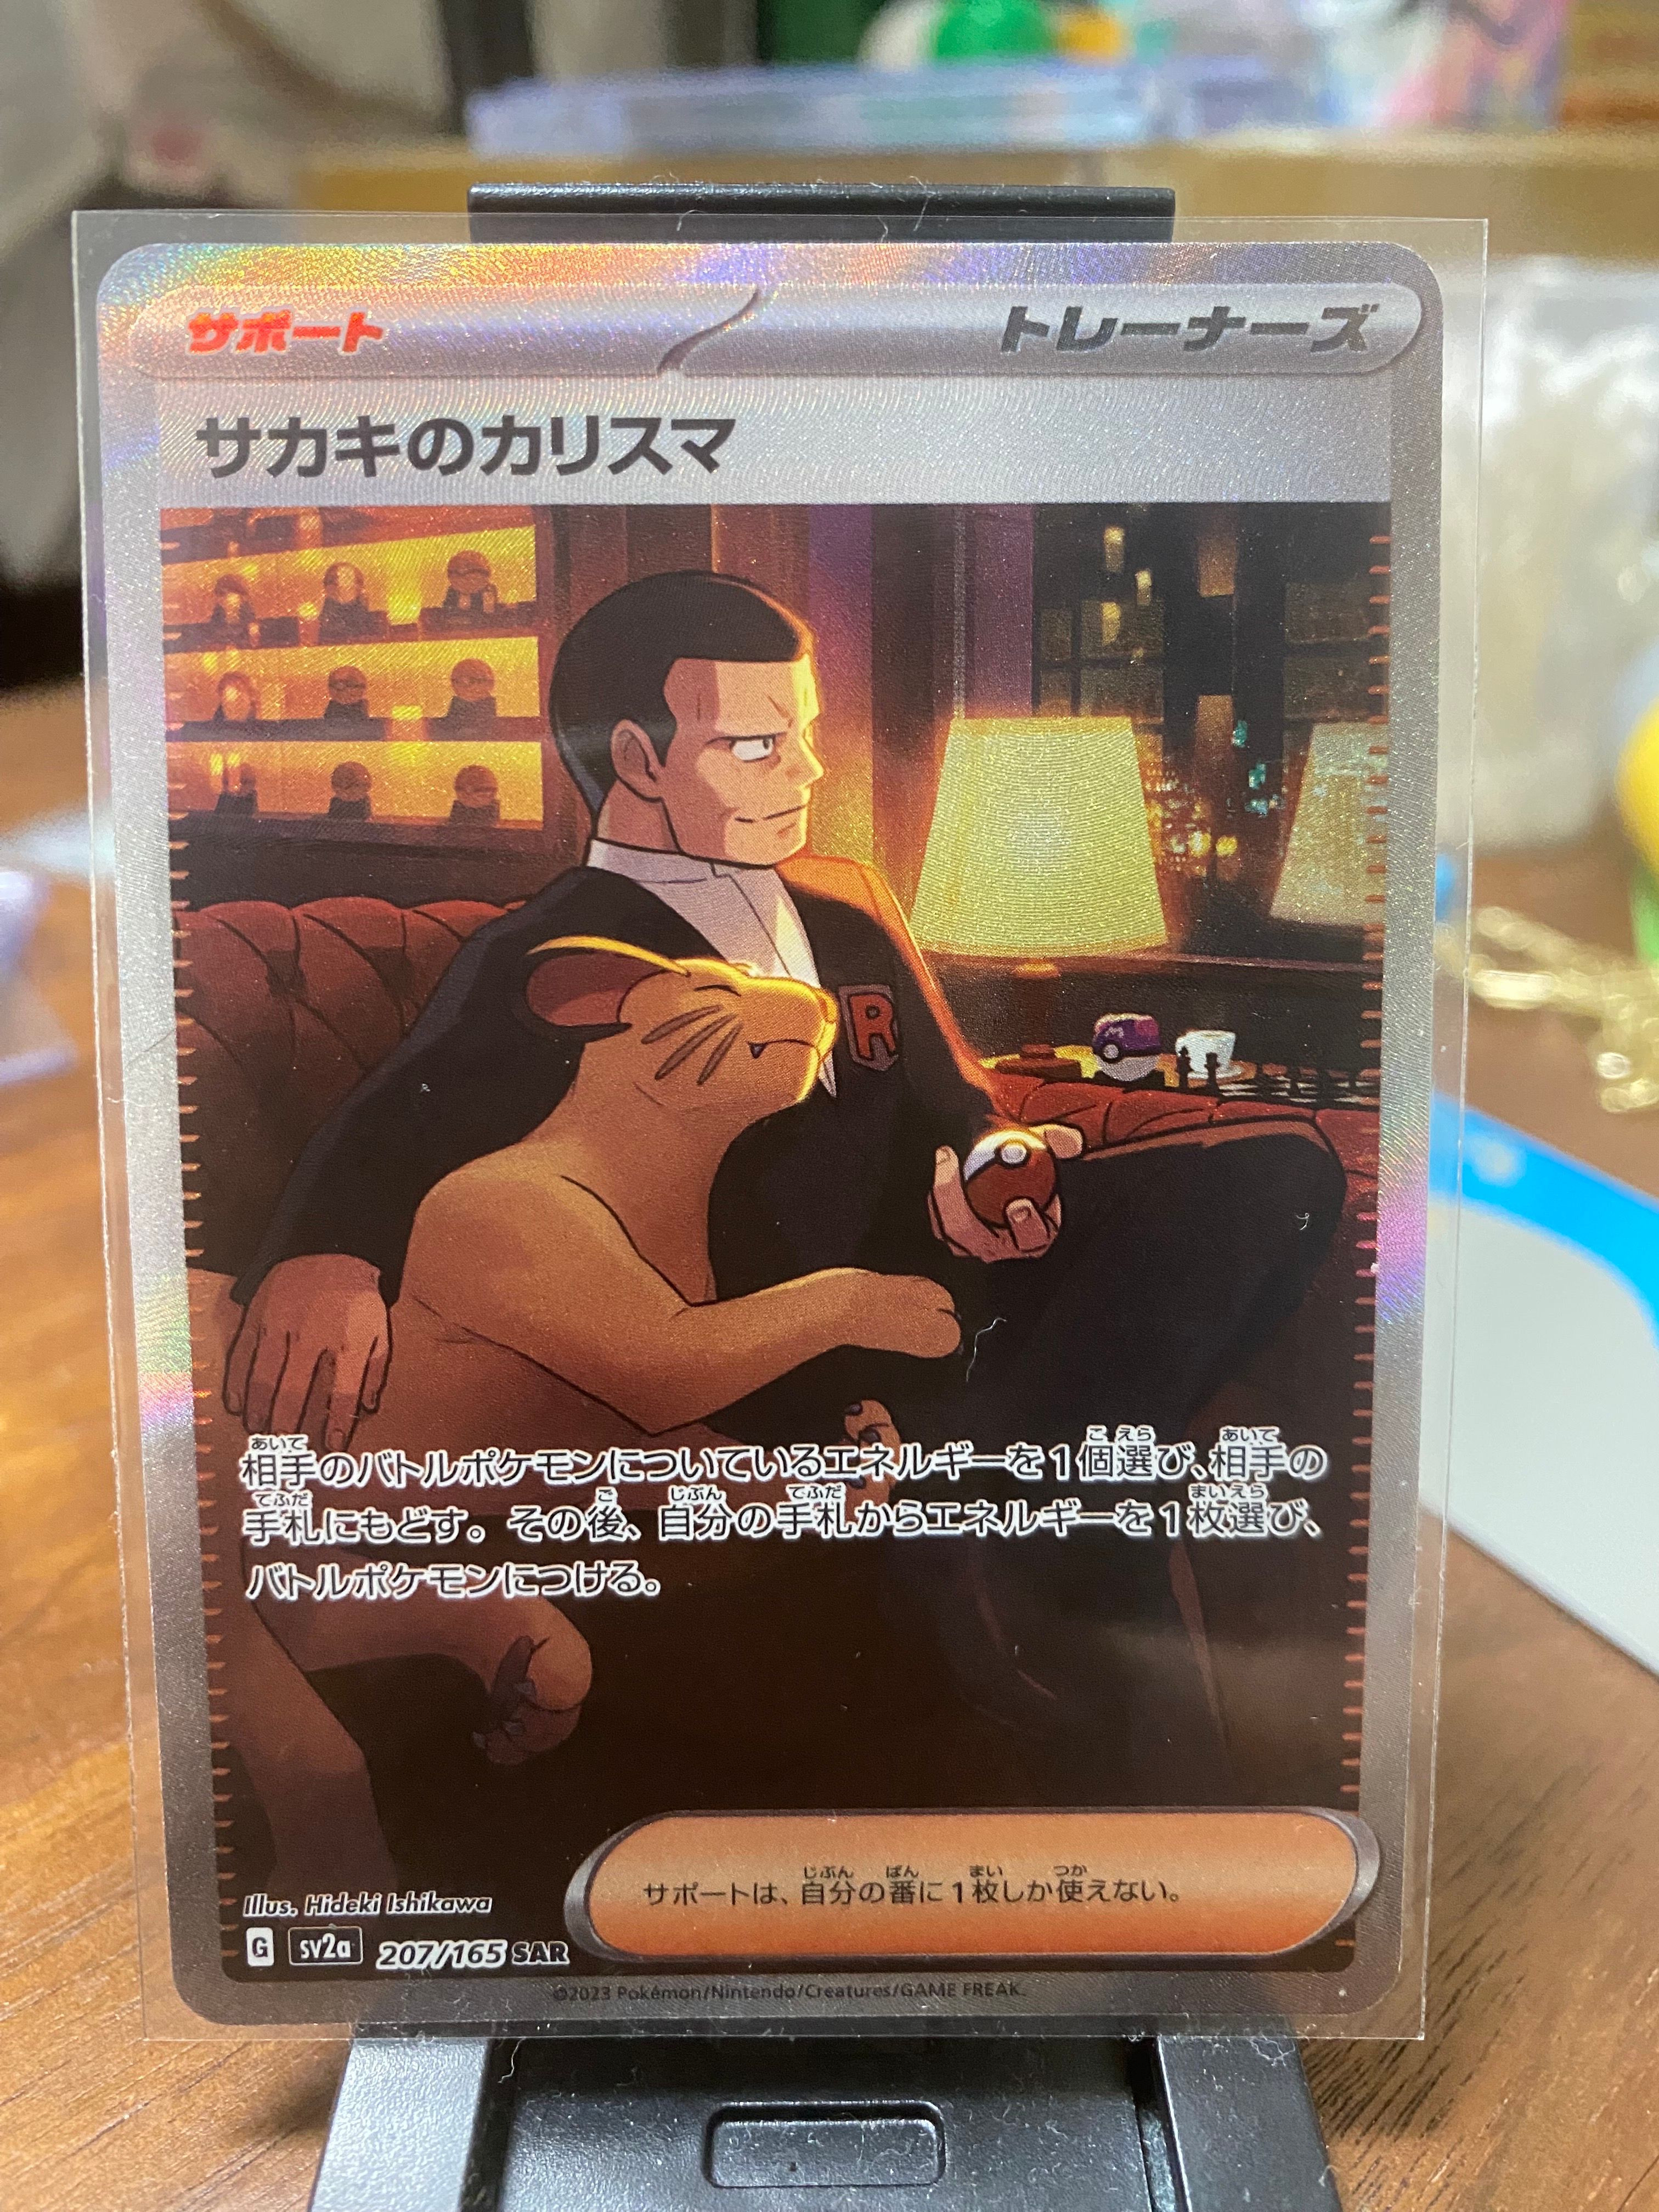 サポート
トレーナーズ
サカキのカリスマ
R
相手のバトルポケモンについているエネルギーを1個選び、相手の
手札にもどす。その後、自分の手札からエネルギーを1枚選び、
バトルポケモンにつける。
サポートは、自分の番に1枚しか使えない。
Illus. Hideki Ishikawa
G sv2a 207/165 SAR
©2023 Pokémon/Nintendo/Creatures/GAME FREAK.